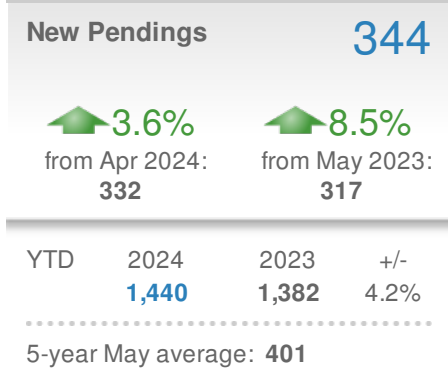 New Pendings 344
3.6% 8.5%
from Apr 2024: from May 2023:
332 317
YTD 2024 2023 +/-
1,440 1,382 4.2%
5-year May average: 401